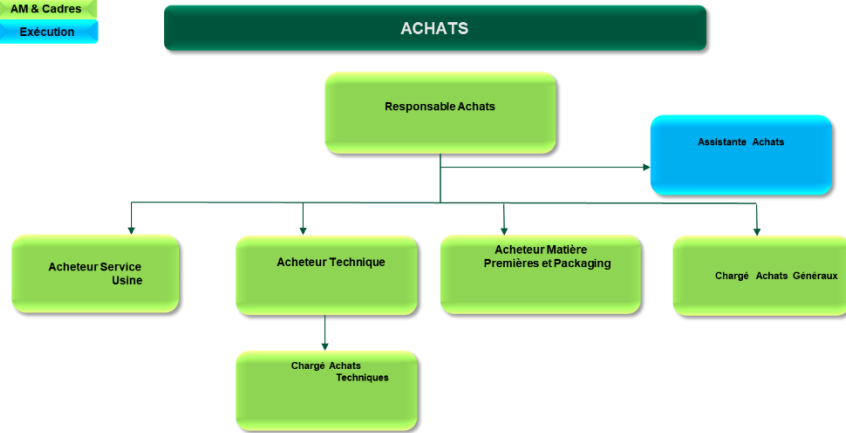 AM & Cadres
Exécution
ACHATS
Responsable Achats
Assistante Achats
Acheteur Service
Usine
Acheteur Technique
Acheteur Matière
Premières et Packaging
Chargé Achats Généraux
Chargé Achats
Techniques